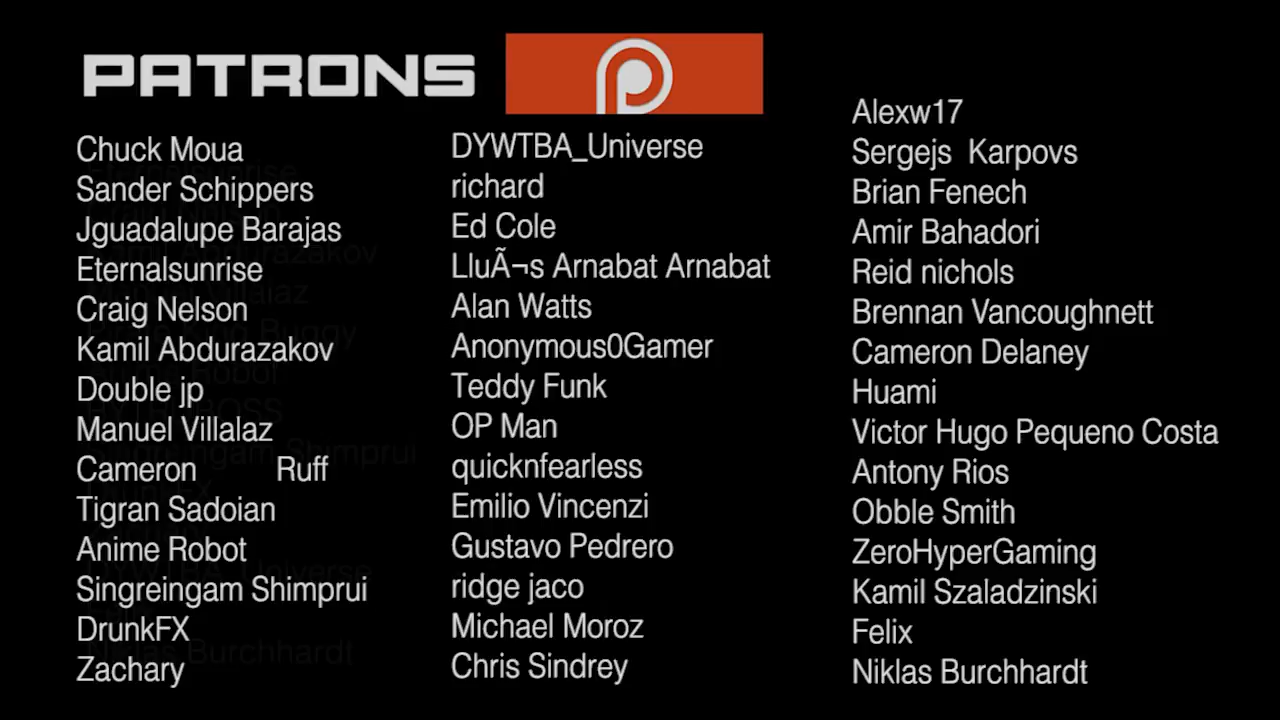 PATRONS
Chuck Moua
Sander Schippers
Jguadalupe Barajas
Eternalsunrise
Craig Nelson
Kamil Abdurazakov
Double jp
Manuel Villalaz
Cameron Ruff
Tigran Sadoian
Anime Robot
Singreingam Shimprui
DrunkFX
Zachary
DYWTBA_Universe
richard
Ed Cole
LluÃ¬s Arnabat Arnabat
Alan Watts
Anonymous0Gamer
Teddy Funk
OP Man
quicknfearless
Emilio Vincenzi
Gustavo Pedrero
ridge jaco
Michael Moroz
Chris Sindrey
Alexw17
Sergejs Karpovs
Brian Fenech
Amir Bahadori
Reid nichols
Brennan Vancoughnett
Cameron Delaney
Huami
Victor Hugo Pequeno Costa
Antony Rios
Obble Smith
ZeroHyperGaming
Kamil Szaladzinski
Felix
Niklas Burchhardt